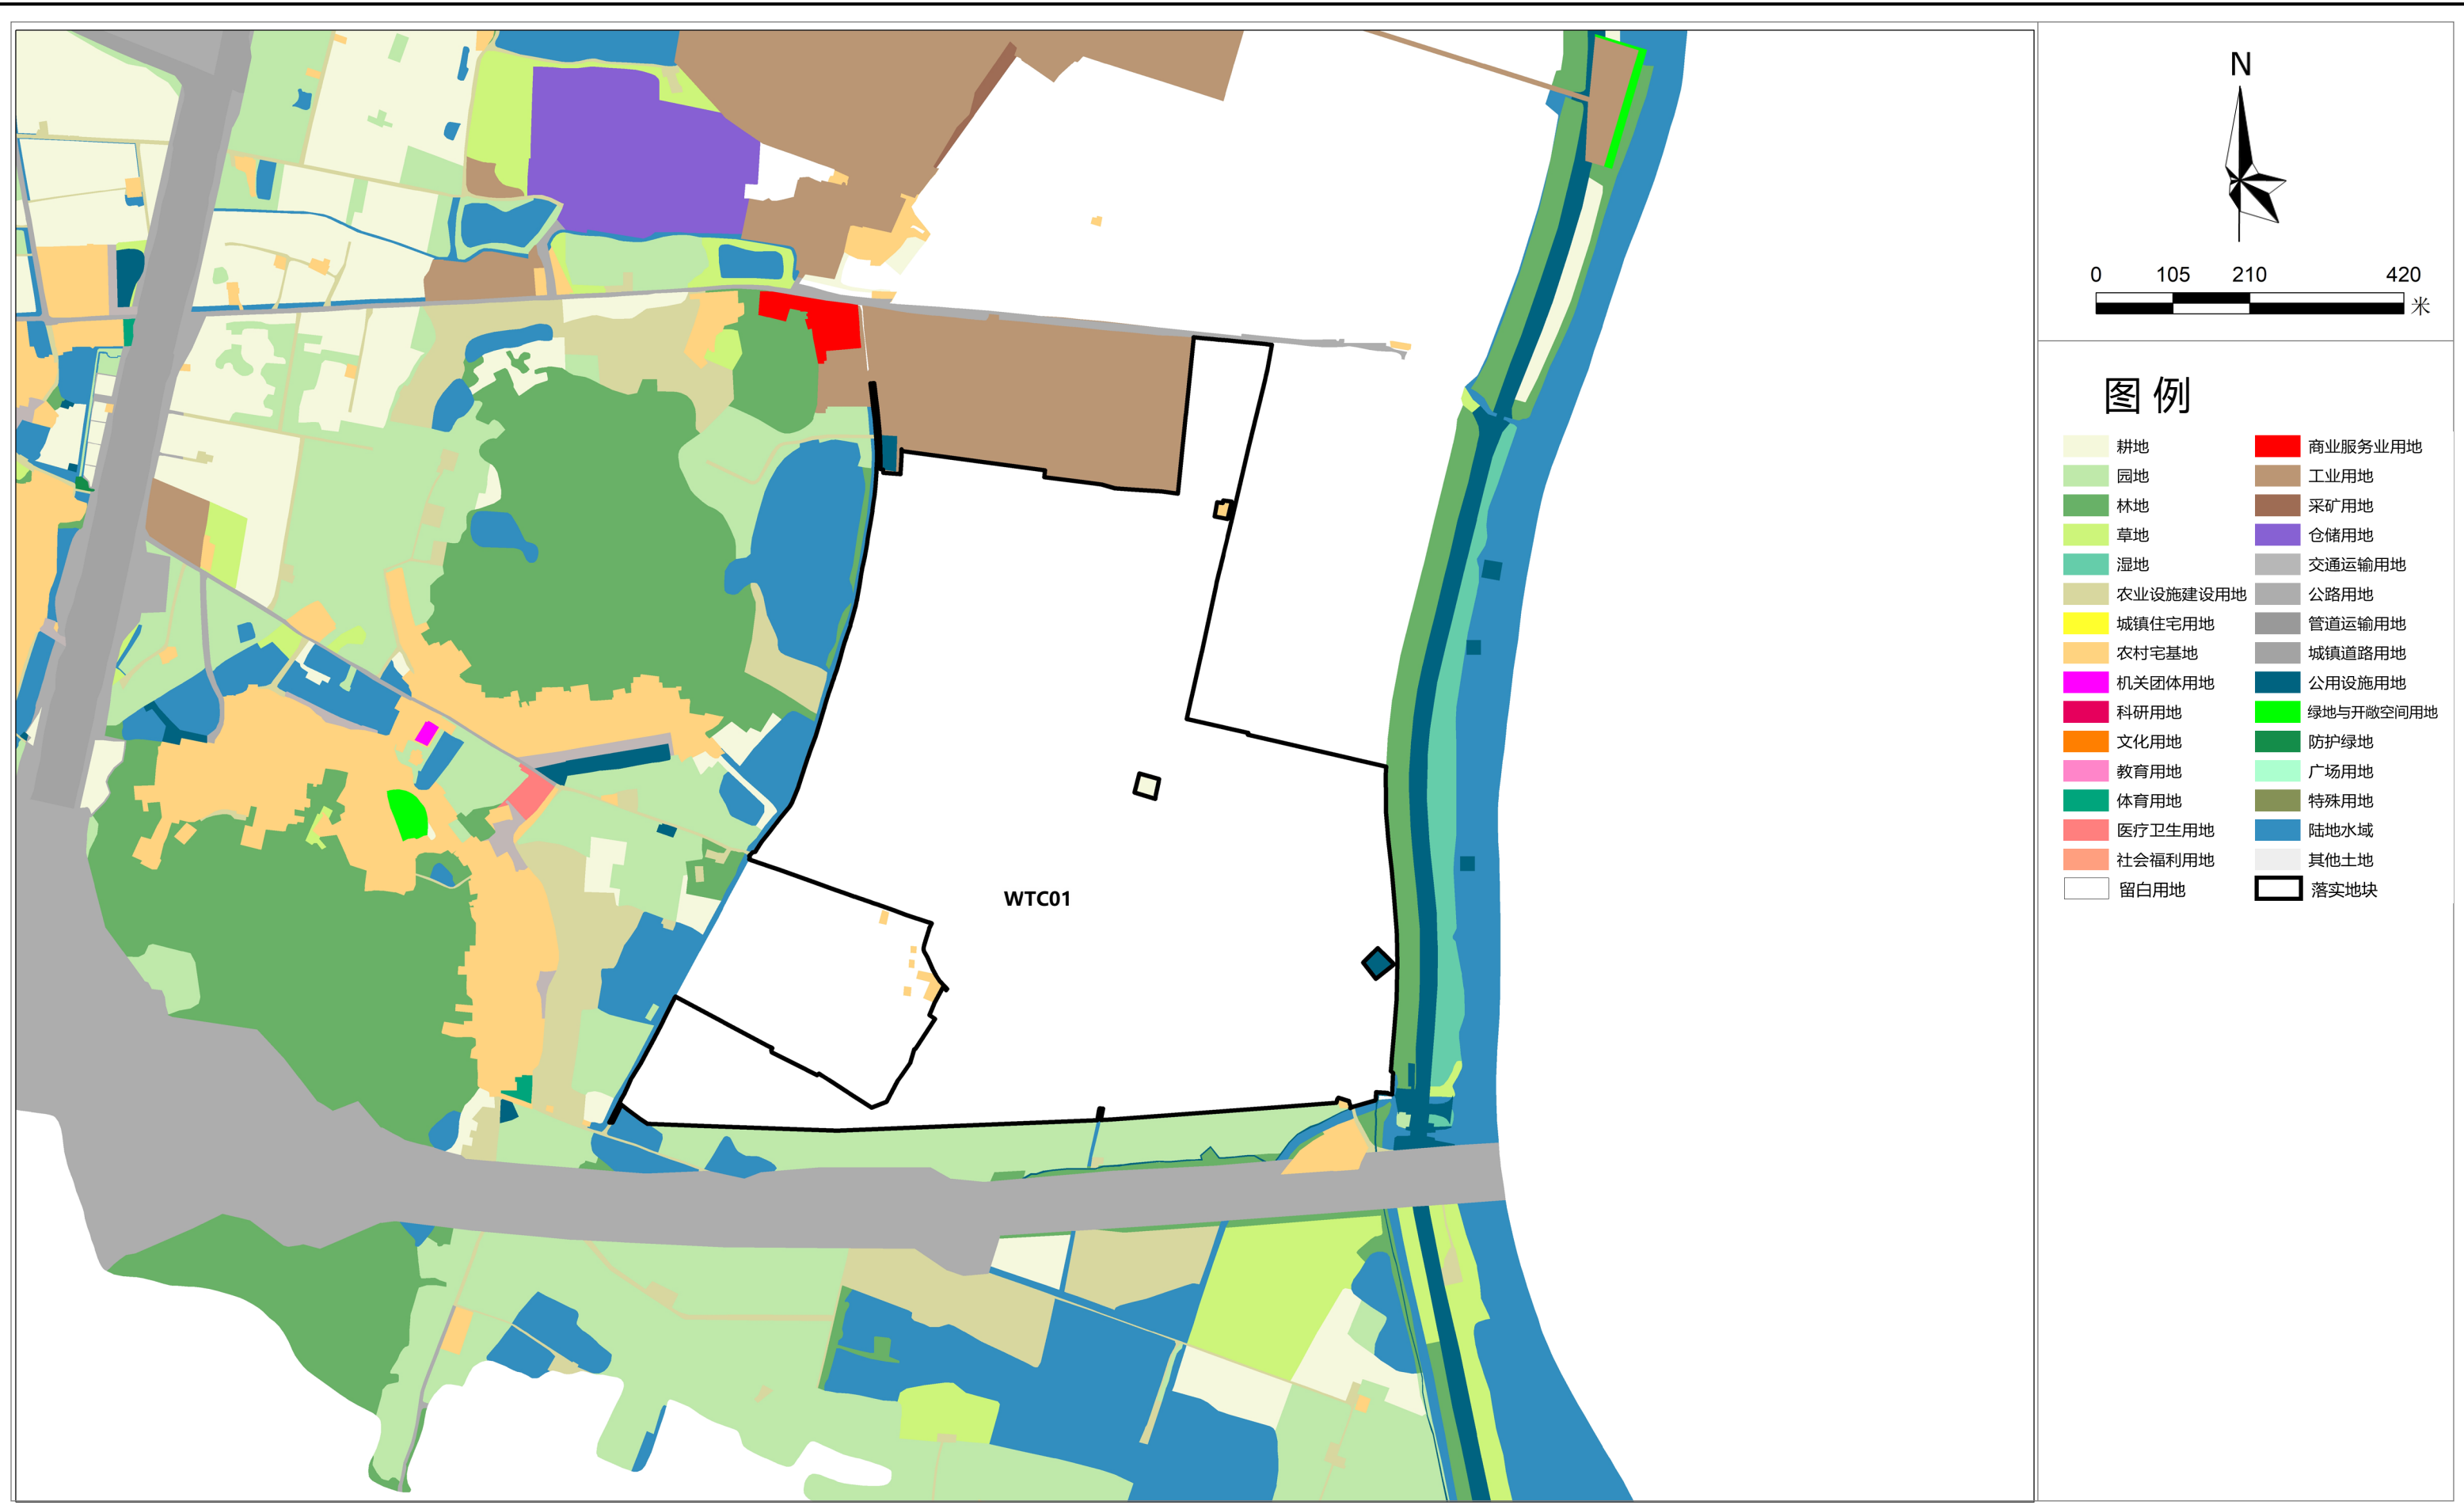 N
0 105 210 420
米
图 例
耕地
园地
林地
草地
湿地
农业设施建设用地
城镇住宅用地
农村宅基地
机关团体用地
科研用地
文化用地
教育用地
体育用地
医疗卫生用地
社会福利用地
留白用地
商业服务业用地
工业用地
采矿用地
仓储用地
交通运输用地
公路用地
管道运输用地
城镇道路用地
公用设施用地
绿地与开敞空间用地
防护绿地
广场用地
特殊用地
陆地水域
其他土地
落实地块
WTC01